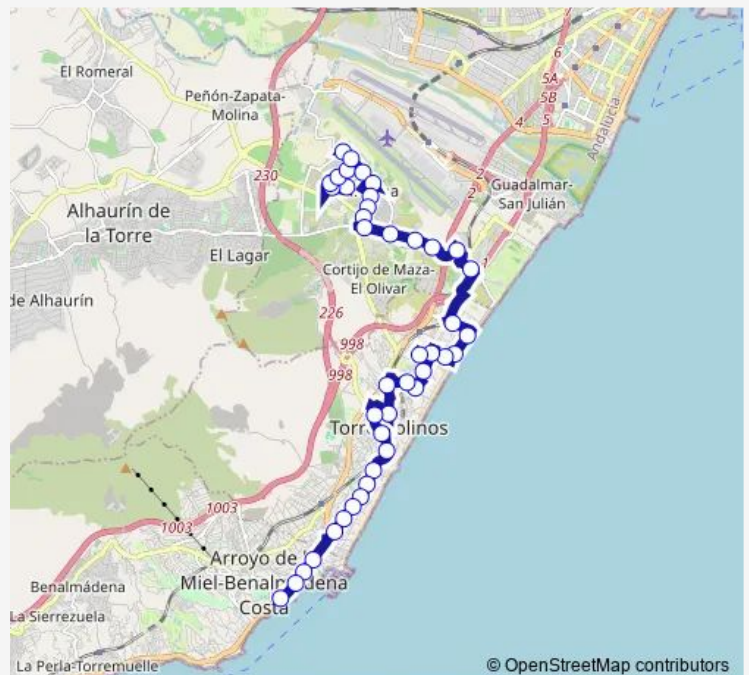 El Romeral
Peñón-Zapata-
Molina
6
5A
5B
5
4
Andalucía
230
2
2
Guadalmar-
San Julián
Alhaurín de
la Torre
El Lagar
1
Cortijo de Maza-
El Olivar
de Alhaurín
226
998
998
1003
1003
Arroyo de
Miel-Benalmádena
Costa
Benalmádena
La Sierrezuela
La Perla-Torremuelle
© OpenStreetMap contributors